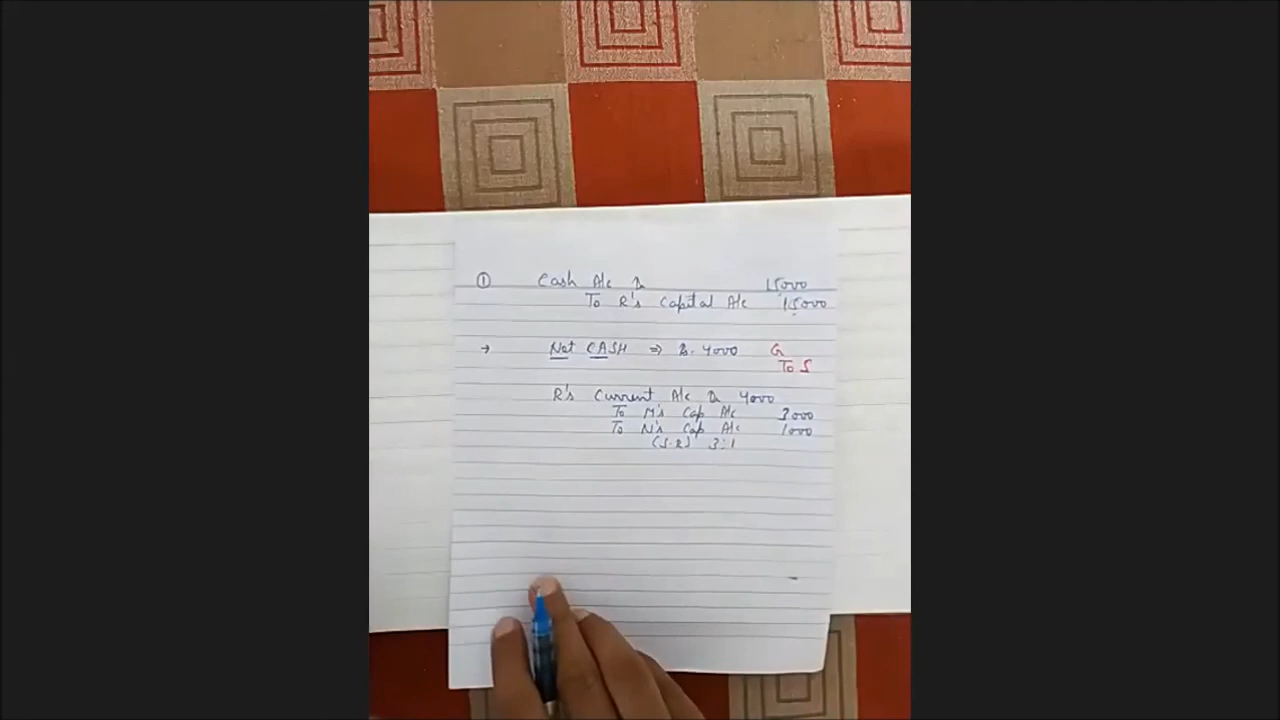 ① Cash A/c Dr 15000
To R's Capital A/c 15000
→ Not CASH ⇒ Rs. 4000 G
To S
R's Current A/c Dr 4000
To M's Cap A/c 3000
To N's Cap A/c 1000
(S.R) 3:1